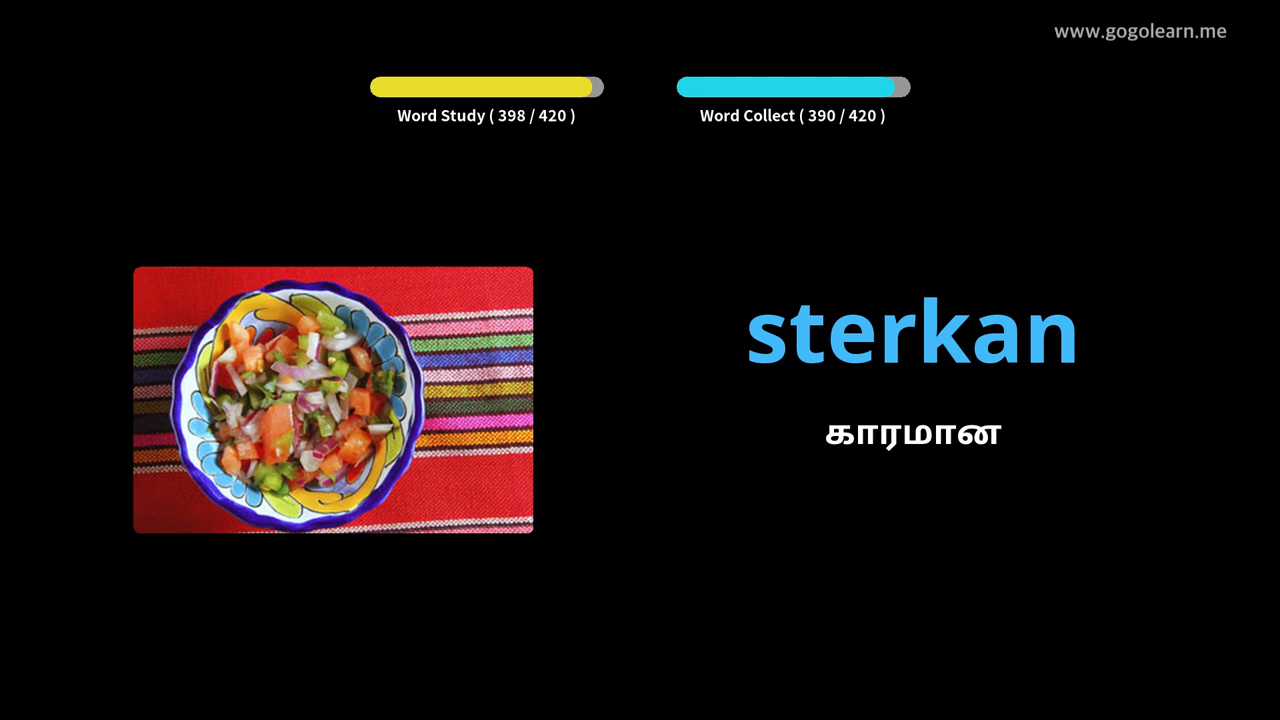 www.gogolearn.me
Word Study ( 398 / 420 )
Word Collect ( 390 / 420 )
sterkan
காரமான